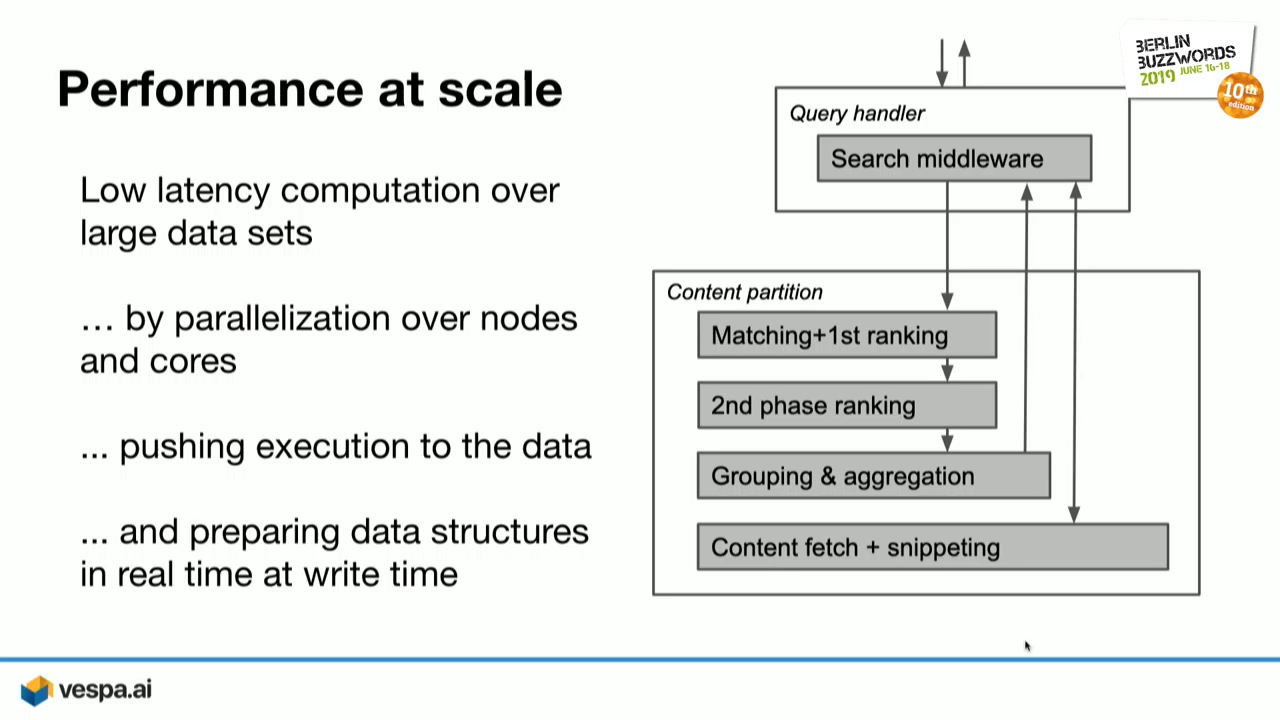 Performance at scale
Low latency computation over
large data sets
… by parallelization over nodes
and cores
... pushing execution to the data
... and preparing data structures
in real time at write time
Query handler
Search middleware
Content partition
Matching+1st ranking
2nd phase ranking
Grouping & aggregation
Content fetch + snippeting
BERLIN
BUZZWORDS
2019 JUNE 16-18
10th
edition
vespa.ai